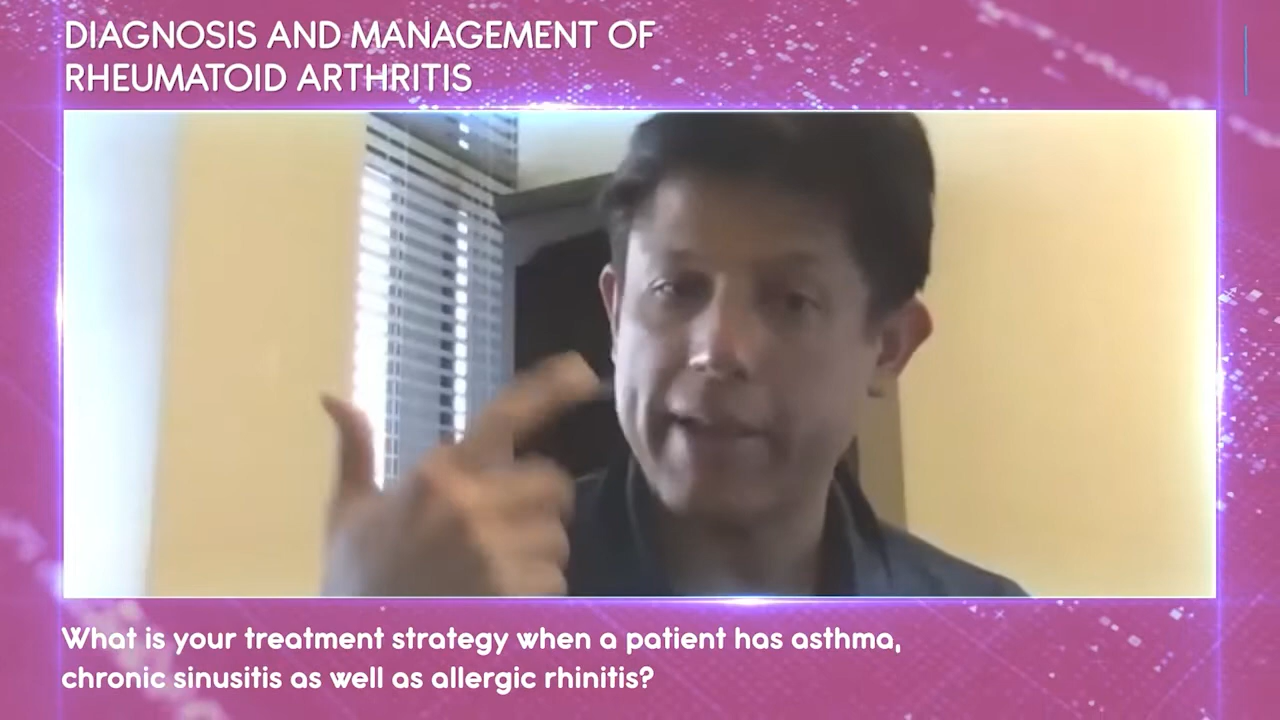 DIAGNOSIS AND MANAGEMENT OF
RHEUMATOID ARTHRITIS
What is your treatment strategy when a patient has asthma,
chronic sinusitis as well as allergic rhinitis?